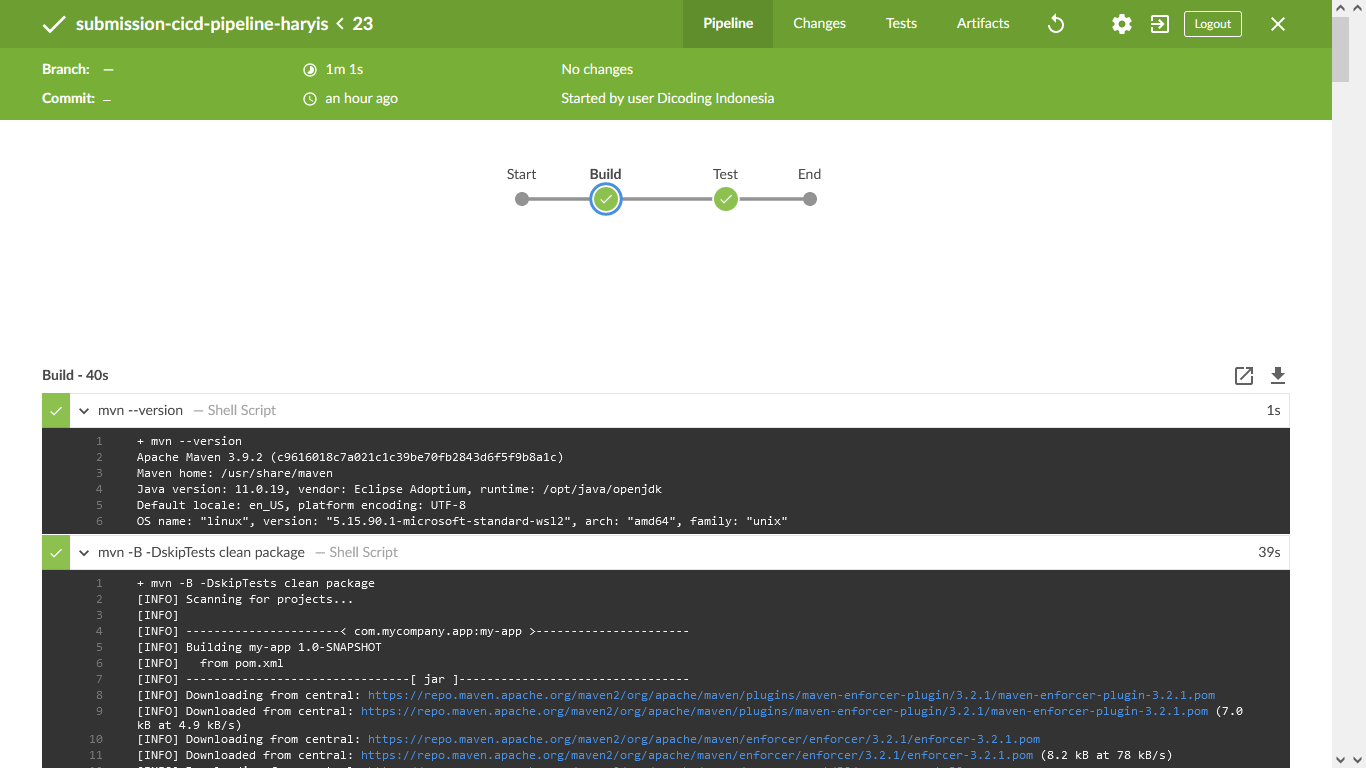 submission-cicd-pipeline-haryis < 23
Pipeline
Changes
Tests
Artifacts
Logout
Branch: —
1m 1s
No changes
Commit: –
an hour ago
Started by user Dicoding Indonesia
Start
Build
Test
End
Build - 40s
mvn --version — Shell Script
1s
1 + mvn --version
2 Apache Maven 3.9.2 (c9616018c7a021c1c39be70fb2843d6f5f9b8a1c)
3 Maven home: /usr/share/maven
4 Java version: 11.0.19, vendor: Eclipse Adoptium, runtime: /opt/java/openjdk
5 Default locale: en_US, platform encoding: UTF-8
6 OS name: "linux", version: "5.15.90.1-microsoft-standard-wsl2", arch: "amd64", family: "unix"
mvn -B -DskipTests clean package — Shell Script
39s
1 + mvn -B -DskipTests clean package
2 [INFO] Scanning for projects...
3 [INFO]
4 [INFO] ----------------------< com.mycompany.app:my-app >----------------------
5 [INFO] Building my-app 1.0-SNAPSHOT
6 [INFO]   from pom.xml
7 [INFO] --------------------------------[ jar ]---------------------------------
8 [INFO] Downloading from central: https://repo.maven.apache.org/maven2/org/apache/maven/plugins/maven-enforcer-plugin/3.2.1/maven-enforcer-plugin-3.2.1.pom
9 [INFO] Downloaded from central: https://repo.maven.apache.org/maven2/org/apache/maven/plugins/maven-enforcer-plugin/3.2.1/maven-enforcer-plugin-3.2.1.pom (7.0
kB at 4.9 kB/s)
10 [INFO] Downloading from central: https://repo.maven.apache.org/maven2/org/apache/maven/enforcer/enforcer/3.2.1/enforcer-3.2.1.pom
11 [INFO] Downloaded from central: https://repo.maven.apache.org/maven2/org/apache/maven/enforcer/enforcer/3.2.1/enforcer-3.2.1.pom (8.2 kB at 78 kB/s)